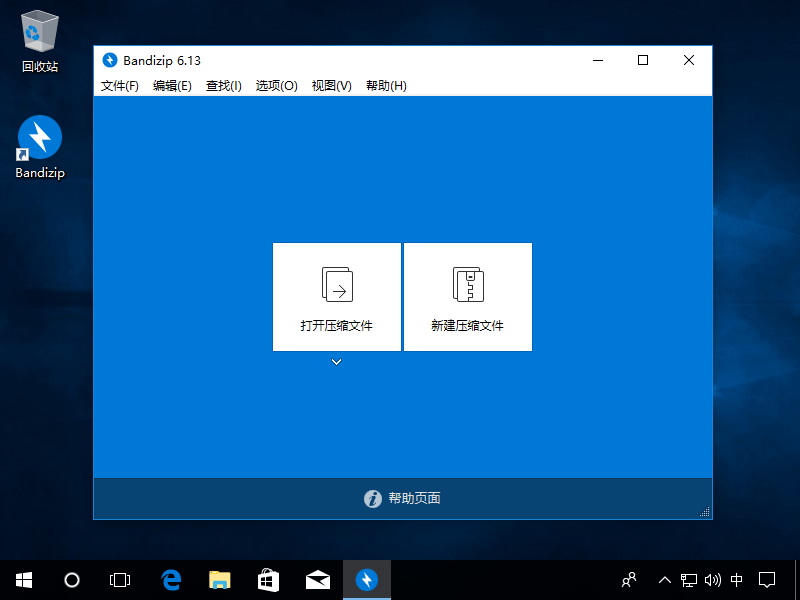 回收站
Bandizip
Bandizip 6.13
文件(F) 编辑(E) 查找(I) 选项(O) 视图(V) 帮助(H)
打开压缩文件
新建压缩文件
帮助页面
中